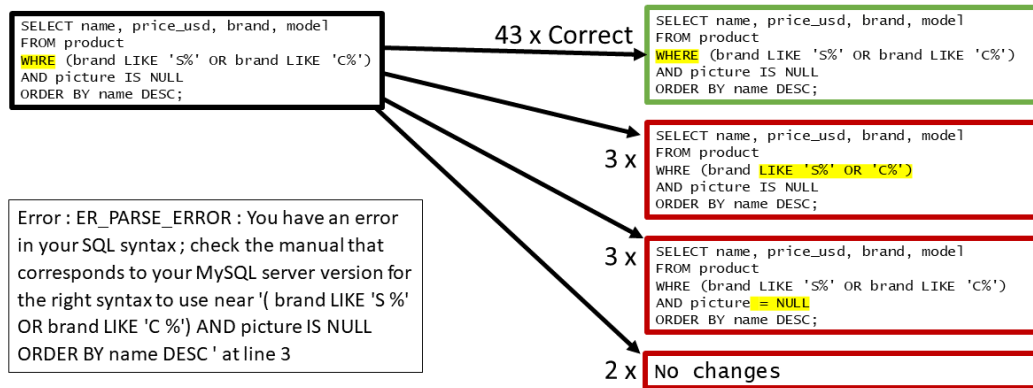 SELECT name, price_usd, brand, model
FROM product
WHRE (brand LIKE 'S%' OR brand LIKE 'C%')
AND picture IS NULL
ORDER BY name DESC;
43 x Correct
SELECT name, price_usd, brand, model
FROM product
WHERE (brand LIKE 'S%' OR brand LIKE 'C%')
AND picture IS NULL
ORDER BY name DESC;
3 x
SELECT name, price_usd, brand, model
FROM product
WHRE (brand LIKE 'S%' OR 'C%')
AND picture IS NULL
ORDER BY name DESC;
Error : ER_PARSE_ERROR : You have an error
in your SQL syntax ; check the manual that
corresponds to your MySQL server version for
the right syntax to use near '( brand LIKE 'S %'
OR brand LIKE 'C %') AND picture IS NULL
ORDER BY name DESC ' at line 3
3 x
SELECT name, price_usd, brand, model
FROM product
WHRE (brand LIKE 'S%' OR brand LIKE 'C%')
AND picture = NULL
ORDER BY name DESC;
2 x
No changes